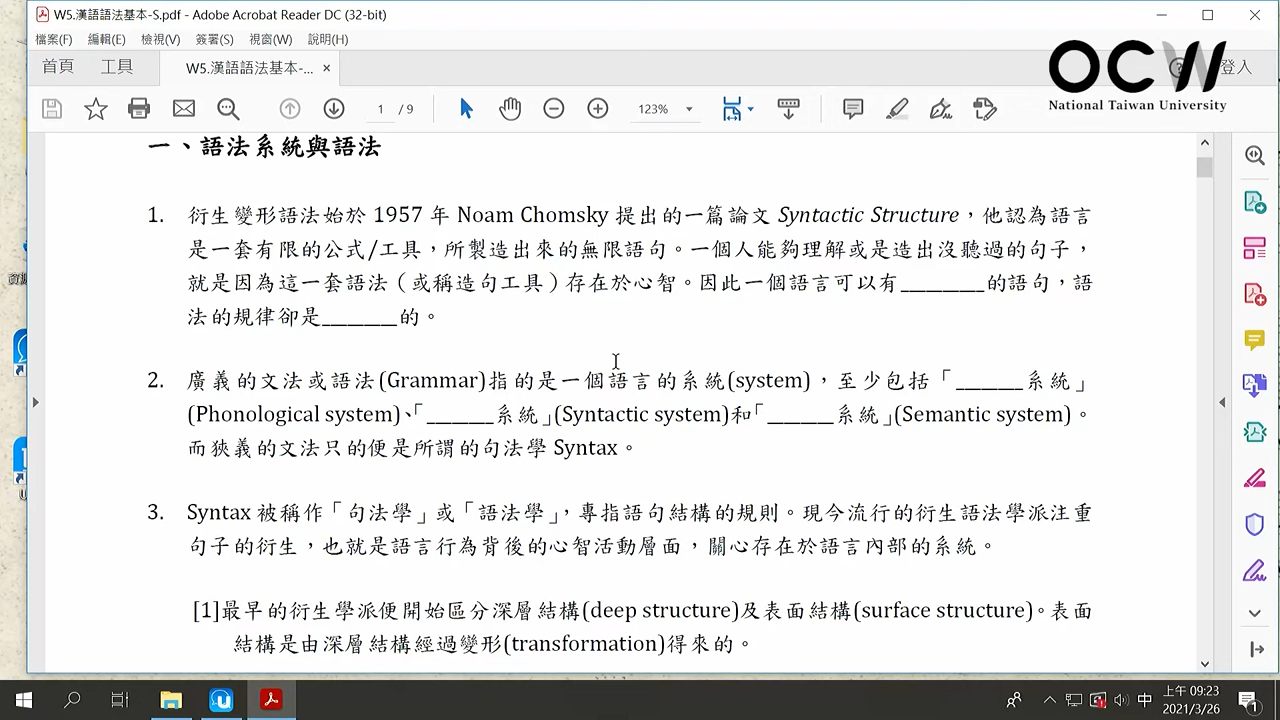 W5.漢語語法基本-S.pdf - Adobe Acrobat Reader DC (32-bit)
檔案(F) 編輯(E) 檢視(V) 簽署(S) 視窗(W) 說明(H)
首頁 工具 W5.漢語語法基本-... × 登入
OCW
National Taiwan University
1 / 9 123%
一、語法系統與語法
1. 衍生變形語法始於 1957 年 Noam Chomsky 提出的一篇論文 Syntactic Structure，他認為語言
是一套有限的公式/工具，所製造出來的無限語句。一個人能夠理解或是造出沒聽過的句子，
就是因為這一套語法（或稱造句工具）存在於心智。因此一個語言可以有__________的語句，語
法的規律卻是_________的。
2. 廣義的文法或語法(Grammar)指的是一個語言的系統(system)，至少包括「________系統」
(Phonological system)、「________系統」(Syntactic system)和「________系統」(Semantic system)。
而狹義的文法只的便是所謂的句法學 Syntax。
3. Syntax 被稱作「句法學」或「語法學」，專指語句結構的規則。現今流行的衍生語法學派注重
句子的衍生，也就是語言行為背後的心智活動層面，關心存在於語言內部的系統。
[1]最早的衍生學派便開始區分深層結構(deep structure)及表面結構(surface structure)。表面
結構是由深層結構經過變形(transformation)得來的。
中 上午 09:23
2021/3/26
1